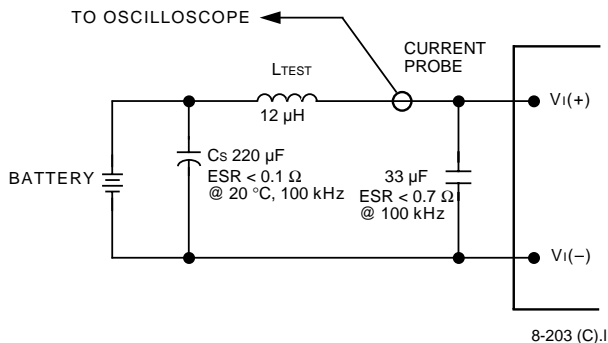 TO OSCILLOSCOPE
CURRENT
PROBE
LTEST
12 µH
VI(+)
CS 220 µF
ESR < 0.1 Ω
@ 20 °C, 100 kHz
33 µF
ESR < 0.7 Ω
@ 100 kHz
BATTERY
VI(–)
8-203 (C).l